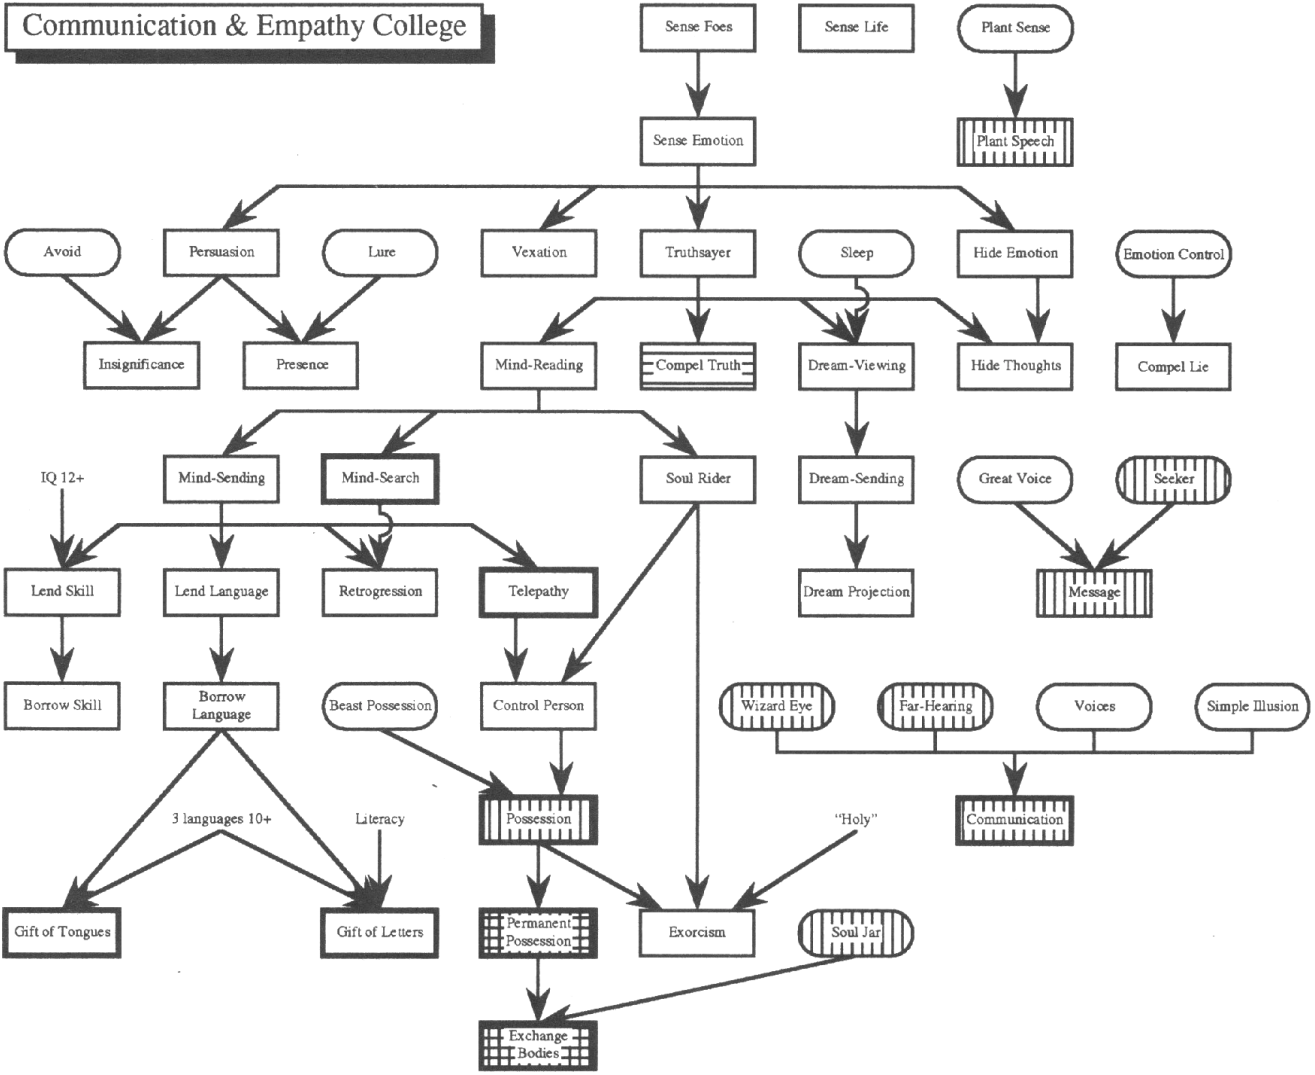 Communication & Empathy College
Sense Foes
Sense Life
Plant Sense
Sense Emotion
Plant Speech
Avoid
Persuasion
Lure
Vexation
Truthsayer
Sleep
Hide Emotion
Emotion Control
Insignificance
Presence
Mind-Reading
Compel Truth
Dream-Viewing
Hide Thoughts
Compel Lie
IQ 12+
Mind-Sending
Mind-Search
Soul Rider
Dream-Sending
Great Voice
Seeker
Lend Skill
Lend Language
Retrogression
Telepathy
Dream Projection
Message
Borrow Skill
Borrow
Language
Beast Possession
Control Person
Wizard Eye
Far-Hearing
Voices
Simple Illusion
3 languages 10+
Literacy
Possession
"Holy"
Communication
Gift of Tongues
Gift of Letters
Permanent
Possession
Exorcism
Soul Jar
Exchange
Bodies